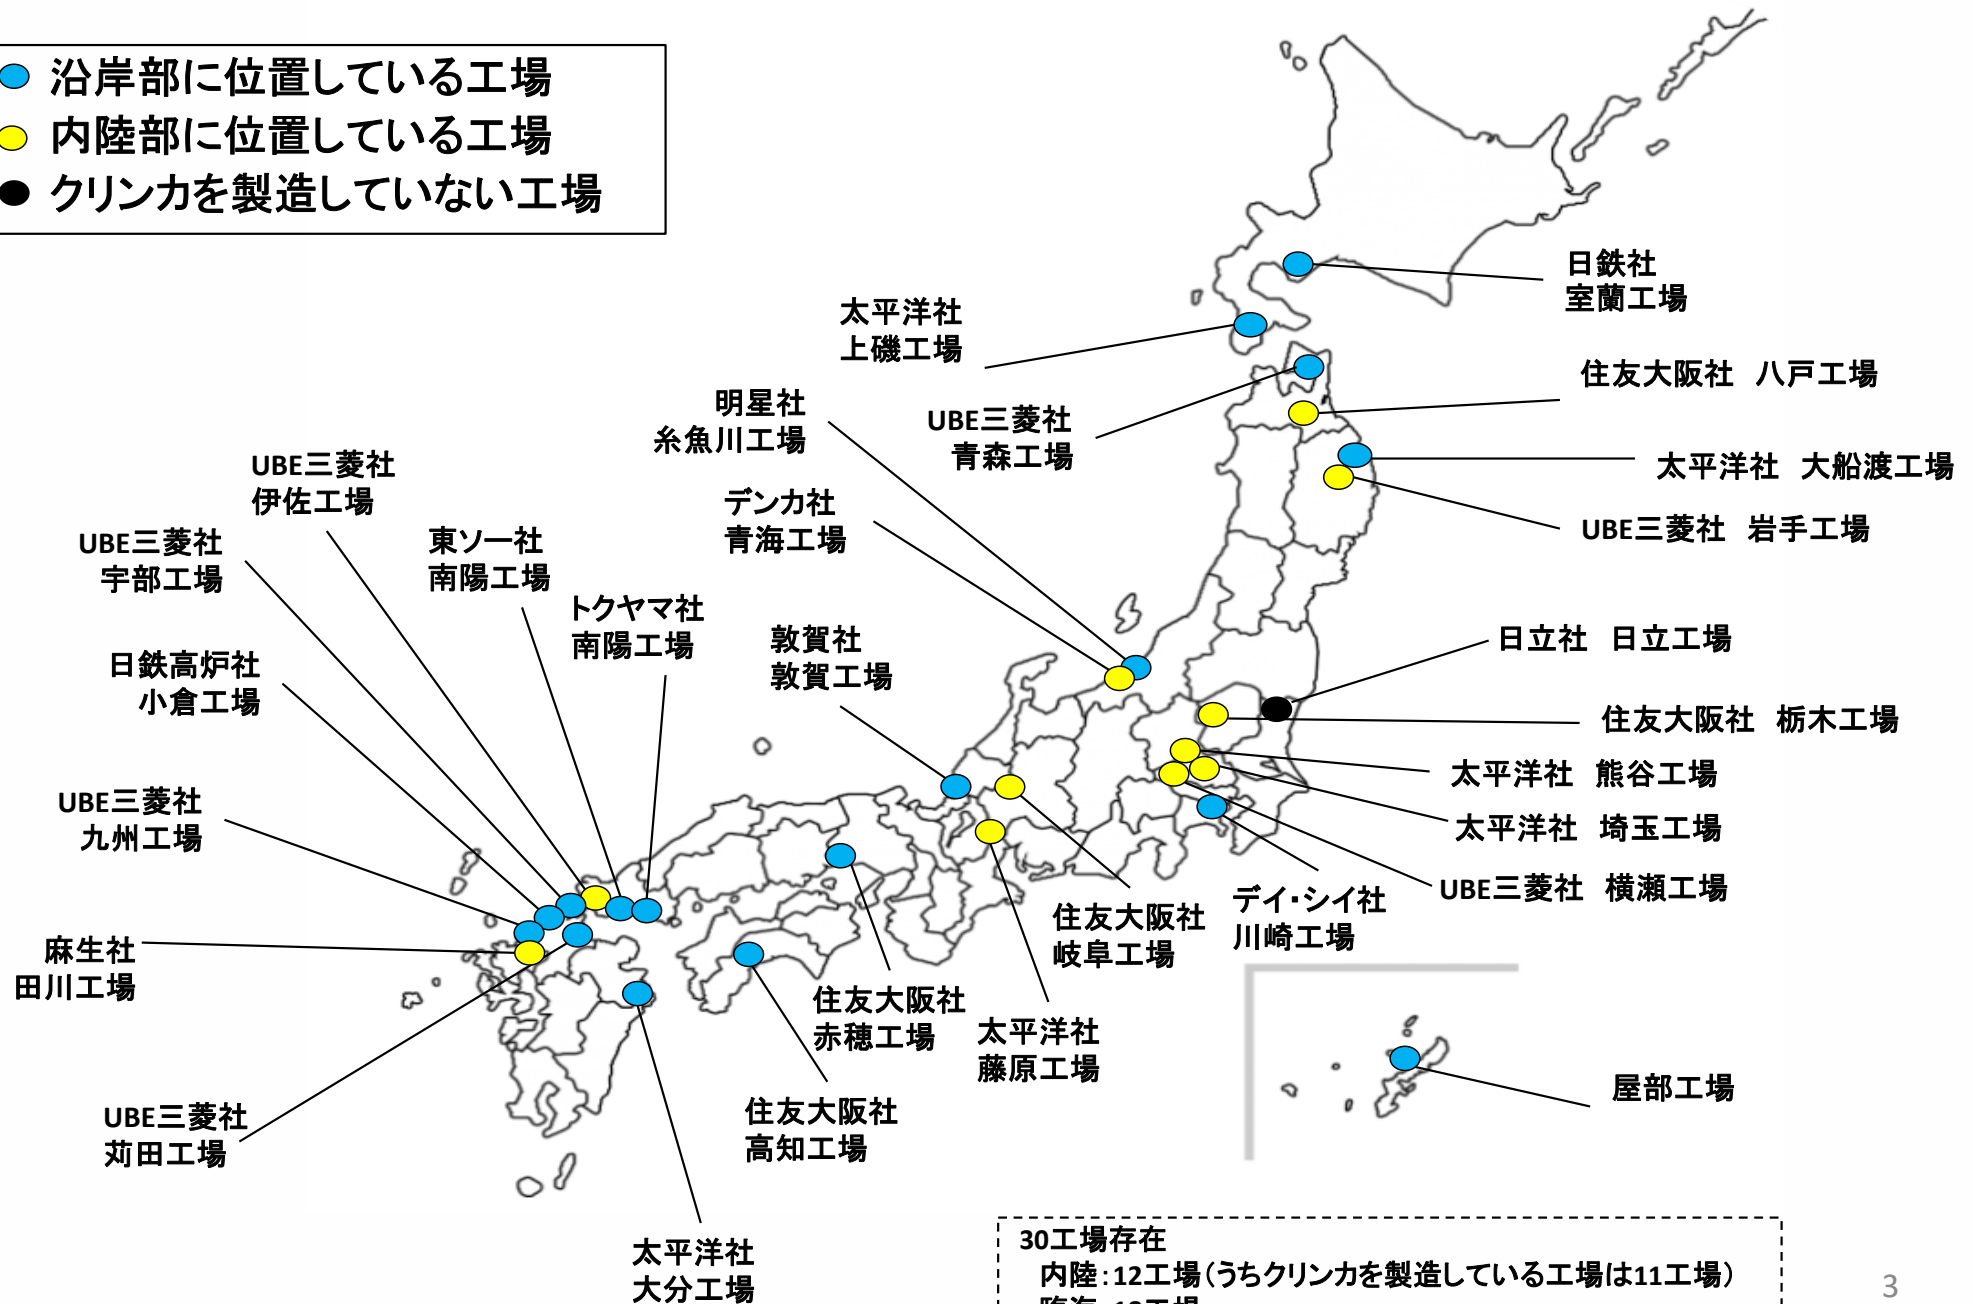 沿岸部に位置している工場
内陸部に位置している工場
クリンカを製造していない工場
日鉄社
室蘭工場
太平洋社
上磯工場
住友大阪社 八戸工場
明星社
糸魚川工場
UBE三菱社
青森工場
太平洋社 大船渡工場
UBE三菱社
伊佐工場
デンカ社
青海工場
UBE三菱社 岩手工場
UBE三菱社
宇部工場
東ソー社
南陽工場
トクヤマ社
南陽工場
敦賀社
敦賀工場
日立社 日立工場
日鉄高炉社
小倉工場
住友大阪社 栃木工場
太平洋社 熊谷工場
UBE三菱社
九州工場
太平洋社 埼玉工場
UBE三菱社 横瀬工場
デイ・シイ社
川崎工場
住友大阪社
岐阜工場
麻生社
田川工場
住友大阪社
赤穂工場
太平洋社
藤原工場
屋部工場
UBE三菱社
苅田工場
住友大阪社
高知工場
太平洋社
大分工場
30工場存在
内陸:12工場(うちクリンカを製造している工場は11工場)
3